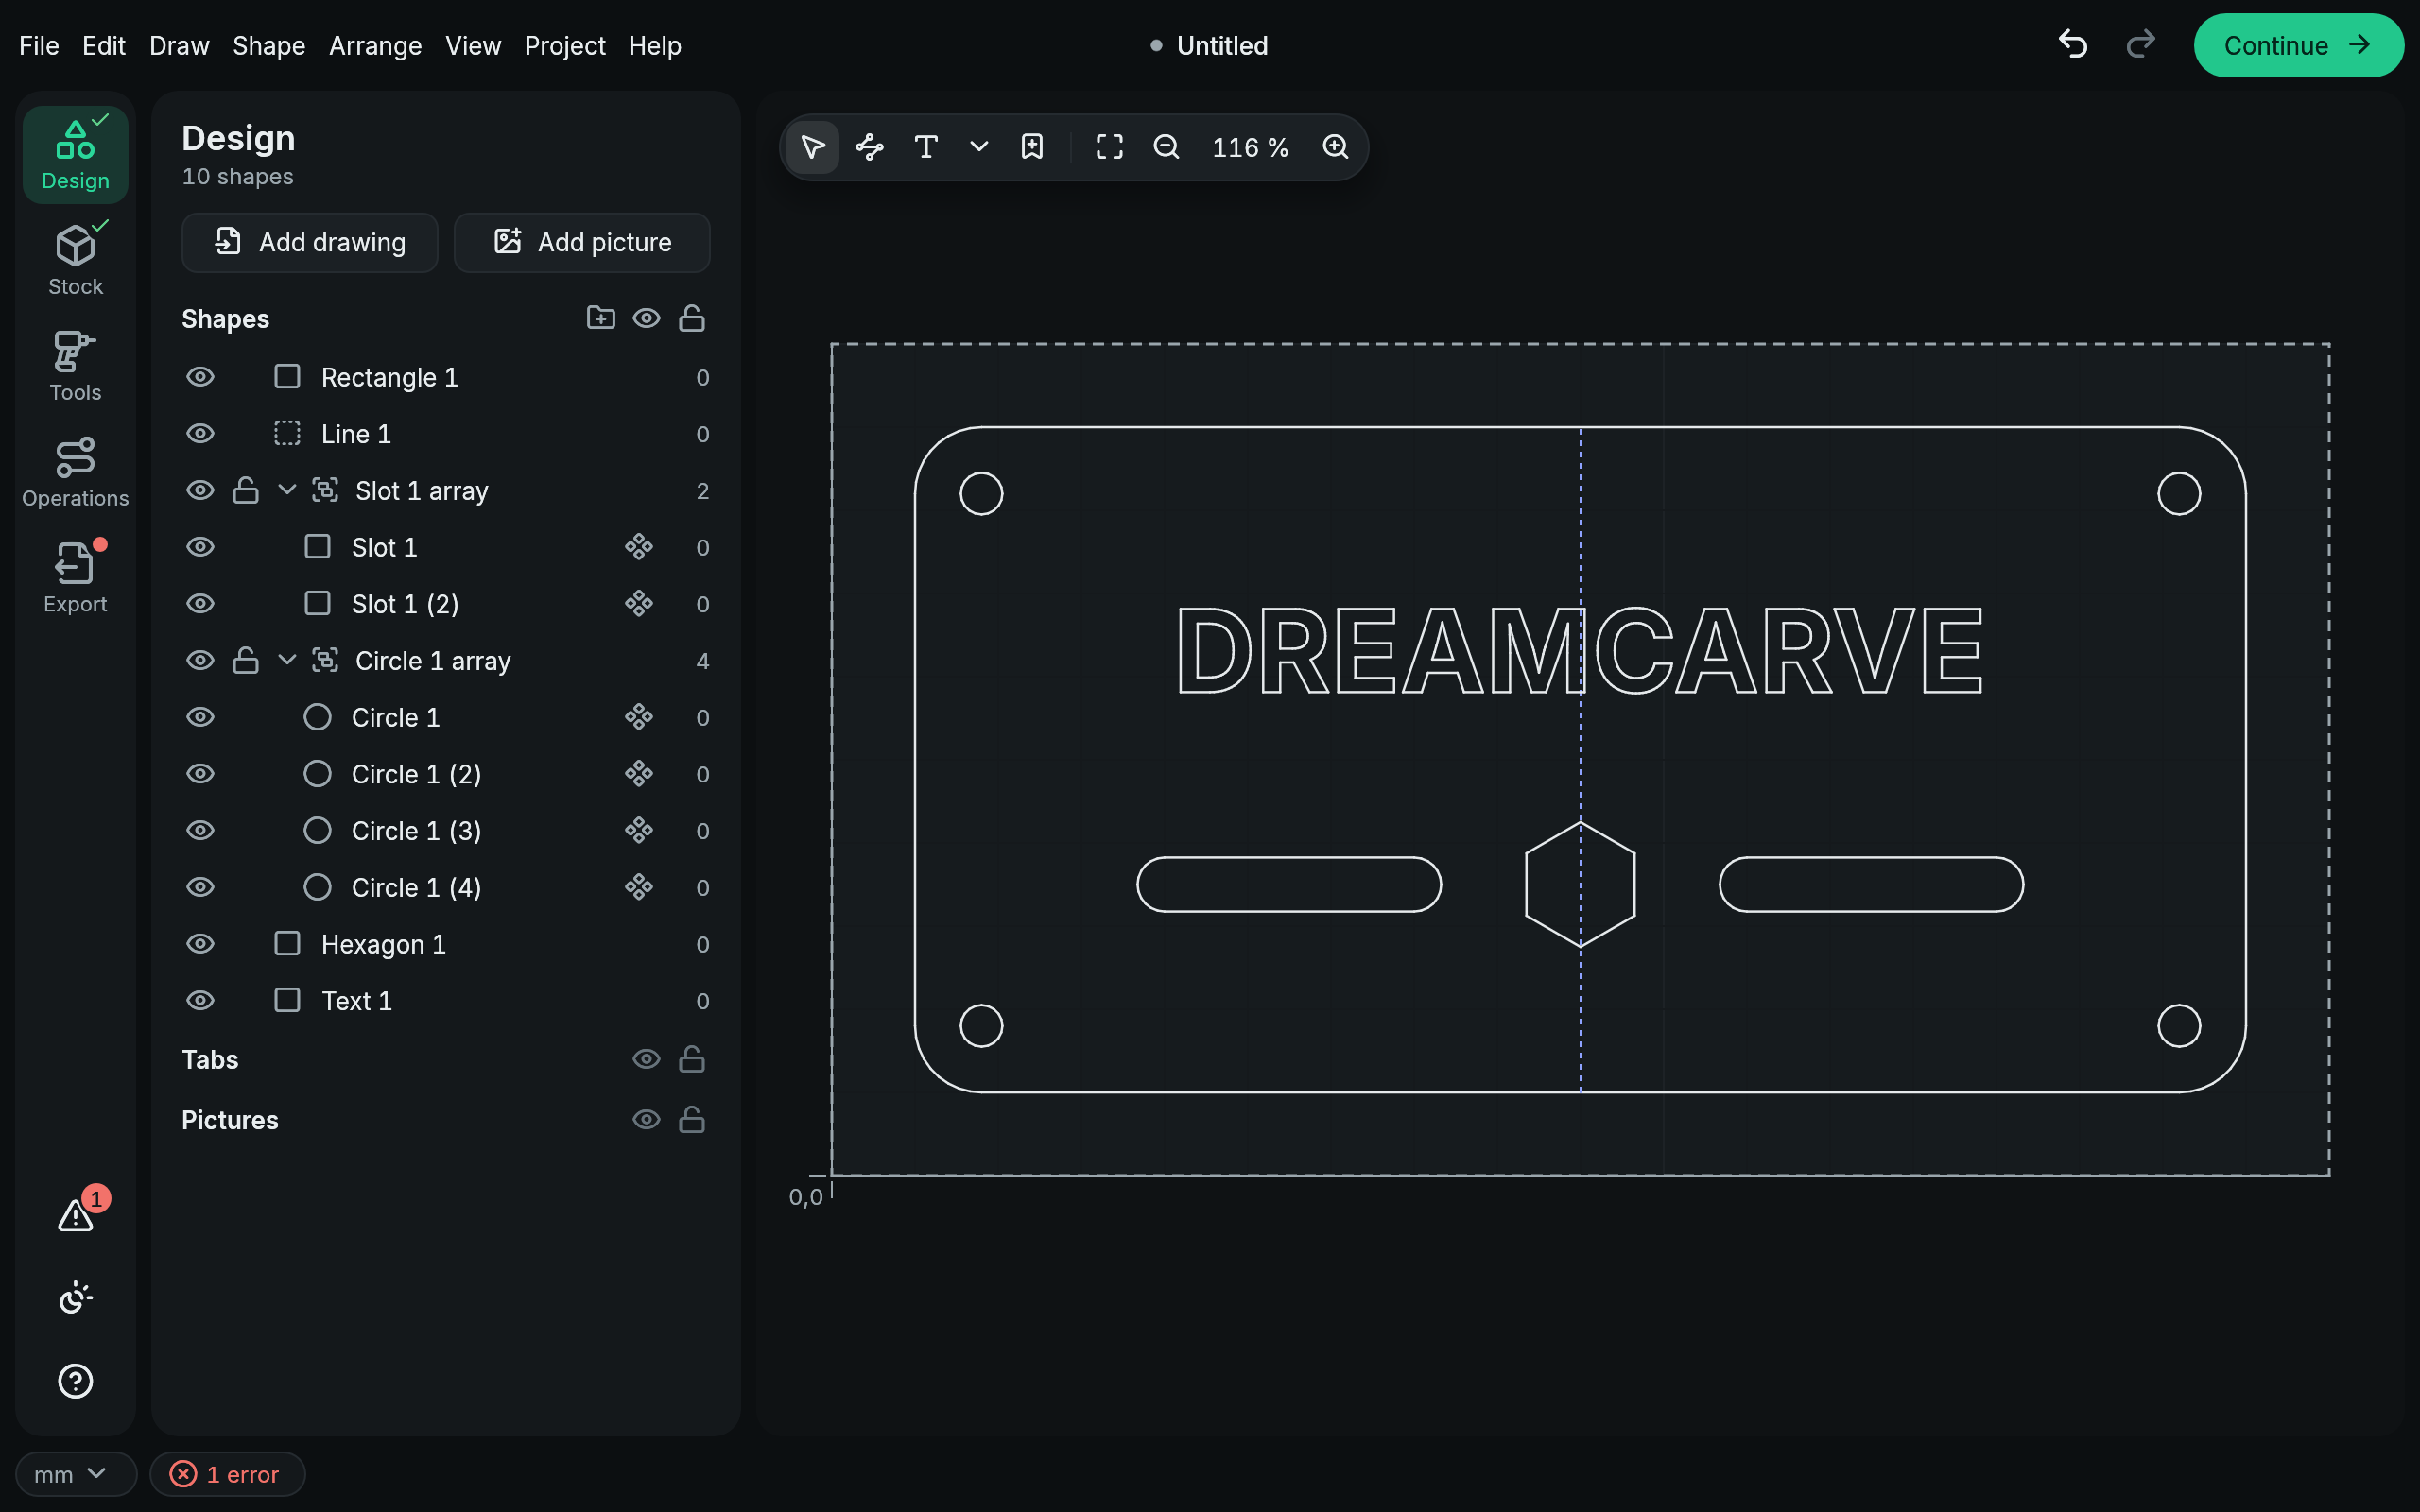 File Edit Draw Shape Arrange View Project Help
Untitled
Continue
Design
Stock
Tools
Operations
Export
1
Design
10 shapes
Add drawing
Add picture
Shapes
Rectangle 1 0
Line 1 0
Slot 1 array 2
Slot 1 0
Slot 1 (2) 0
Circle 1 array 4
Circle 1 0
Circle 1 (2) 0
Circle 1 (3) 0
Circle 1 (4) 0
Hexagon 1 0
Text 1 0
Tabs
Pictures
116 %
DREAMCARVE
0,0
mm
1 error